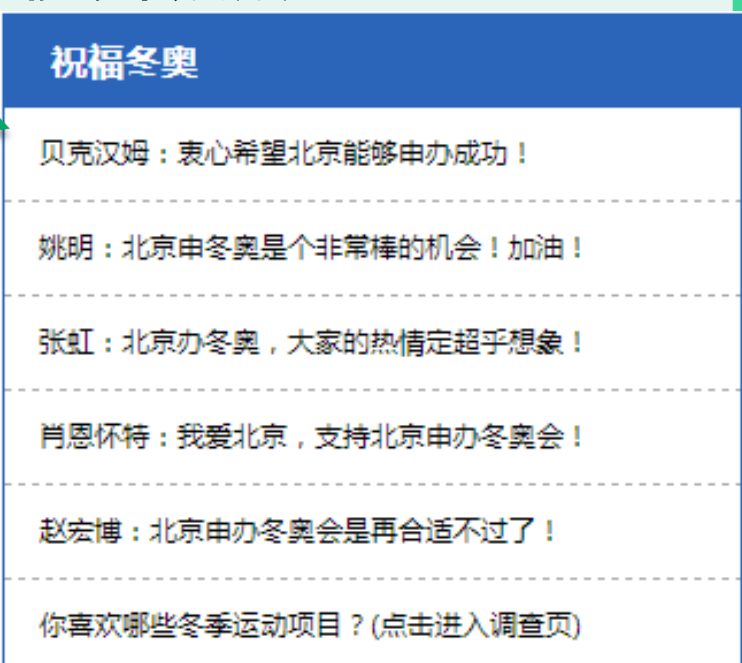 祝福冬奥
贝克汉姆：衷心希望北京能够申办成功！
姚明：北京申冬奥是个非常棒的机会！加油！
张虹：北京办冬奥，大家的热情定超乎想象！
肖恩怀特：我爱北京，支持北京申办冬奥会！
赵宏博：北京申办冬奥会是再合适不过了！
你喜欢哪些冬季运动项目？(点击进入调查页)